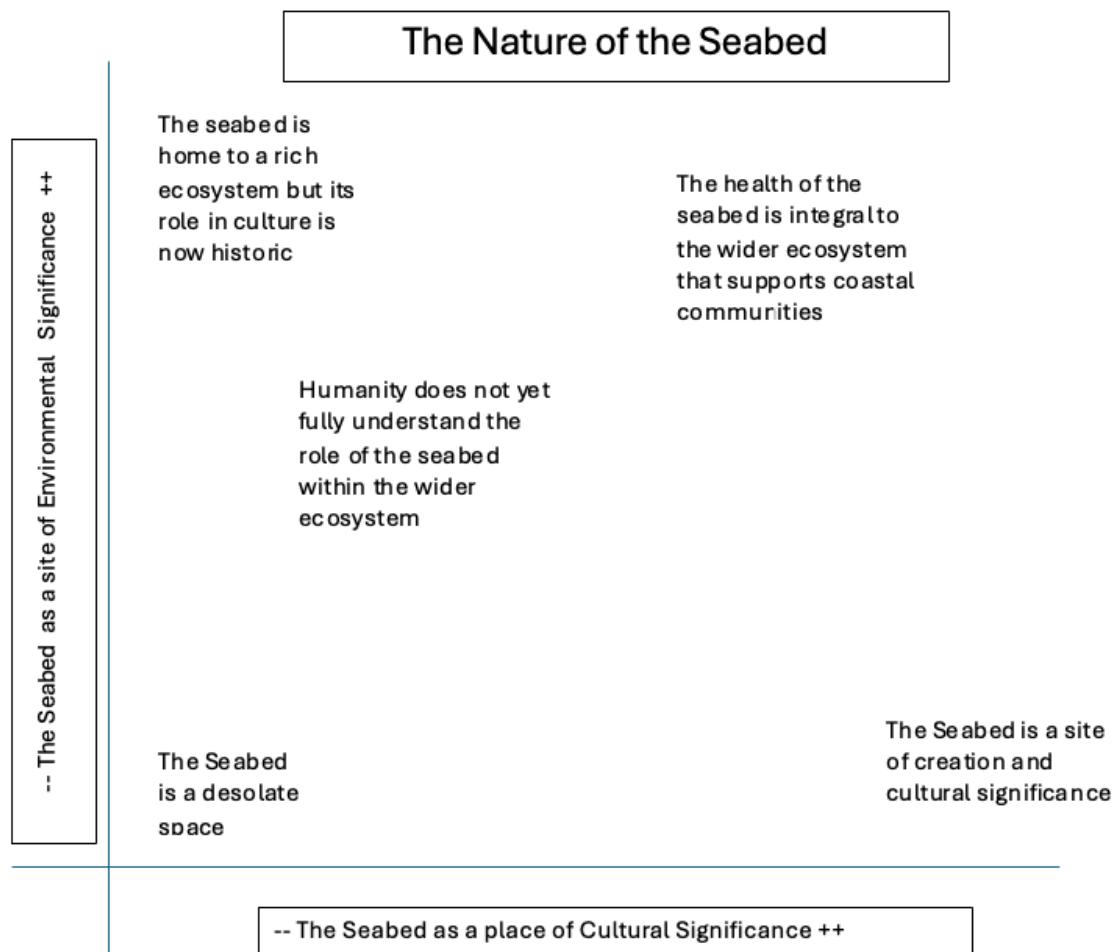 The Nature of the Seabed
-- The Seabed as a site of Environmental Significance ++
The seabed is
home to a rich
ecosystem but its
role in culture is
now historic
The health of the
seabed is integral to
the wider ecosystem
that supports coastal
communities
Humanity does not yet
fully understand the
role of the seabed
within the wider
ecosystem
The Seabed
is a desolate
space
The Seabed is a site
of creation and
cultural significance
-- The Seabed as a place of Cultural Significance ++